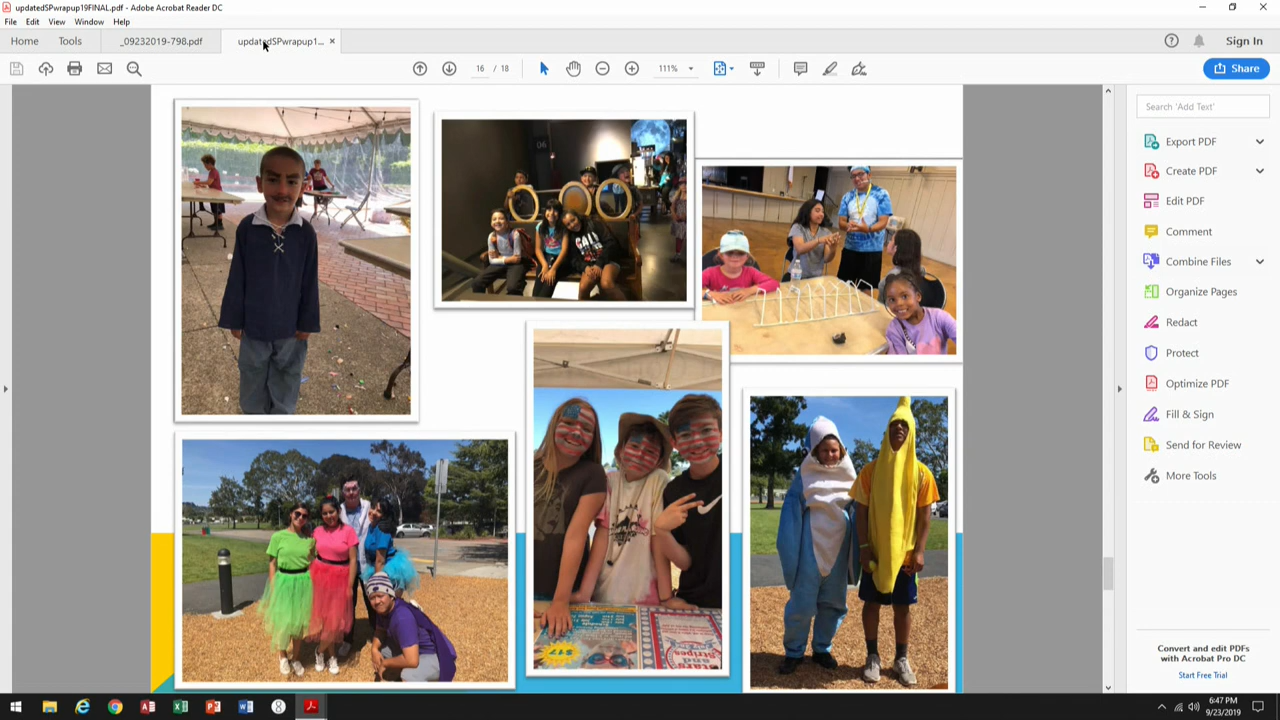 updatedSPwrapup19FINAL.pdf - Adobe Acrobat Reader DC
File Edit View Window Help
Home Tools _09232019-798.pdf updatedSPwrapup1... × Sign In
16 / 18 111% Share
Search 'Add Text'
Export PDF
Create PDF
Edit PDF
Comment
Combine Files
Organize Pages
Redact
Protect
Optimize PDF
Fill & Sign
Send for Review
More Tools
06
Convert and edit PDFs
with Acrobat Pro DC
Start Free Trial
6:47 PM
9/23/2019